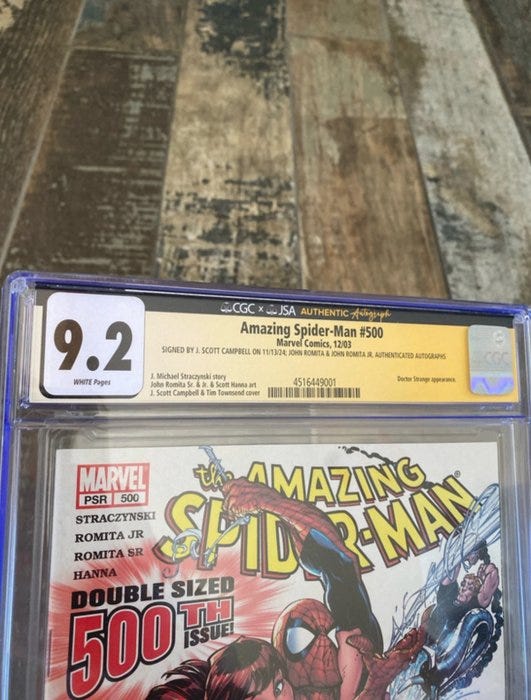 CGC x JSA AUTHENTIC Autograph
9.2
WHITE Pages
Amazing Spider-Man #500
Marvel Comics, 12/03
SIGNED BY J. SCOTT CAMPBELL ON 11/13/24; JOHN ROMITA & JOHN ROMITA JR. AUTHENTICATED AUTOGRAPHS
J. Michael Straczynski story
John Romita Sr. & Jr. & Scott Hanna art
J. Scott Campbell & Tim Townsend cover
4516449001
Doctor Strange appearance.
CGC
MARVEL
PSR 500
STRACZYNSKI
ROMITA JR
ROMITA SR
HANNA
the AMAZING
SPIDER-MAN
DOUBLE SIZED
500TH
ISSUE!